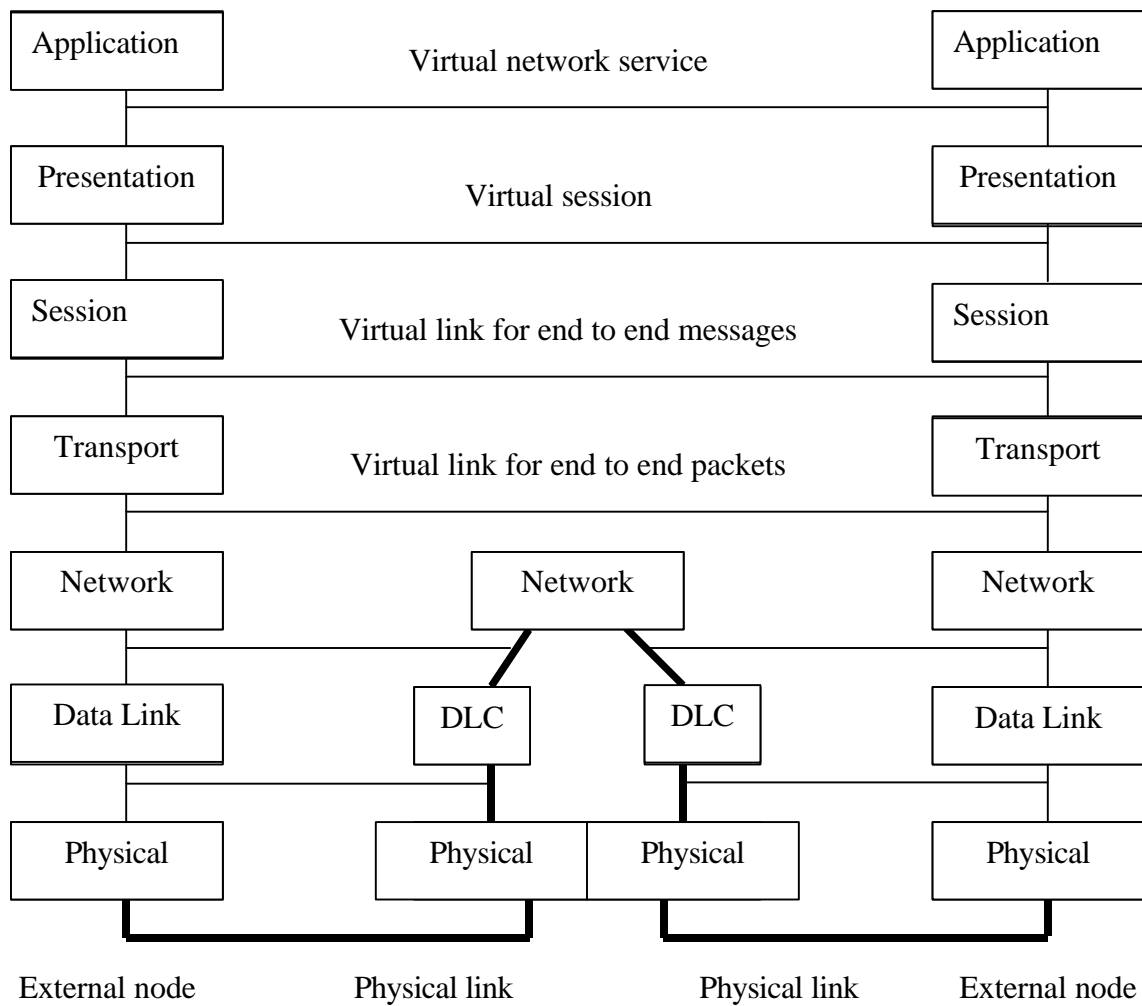 Application
Application
Virtual network service
Presentation
Presentation
Virtual session
Session
Session
Virtual link for end to end messages
Transport
Transport
Virtual link for end to end packets
Network
Network
Network
Data Link
DLC
DLC
Data Link
Physical
Physical
Physical
Physical
External node
Physical link
Physical link
External node